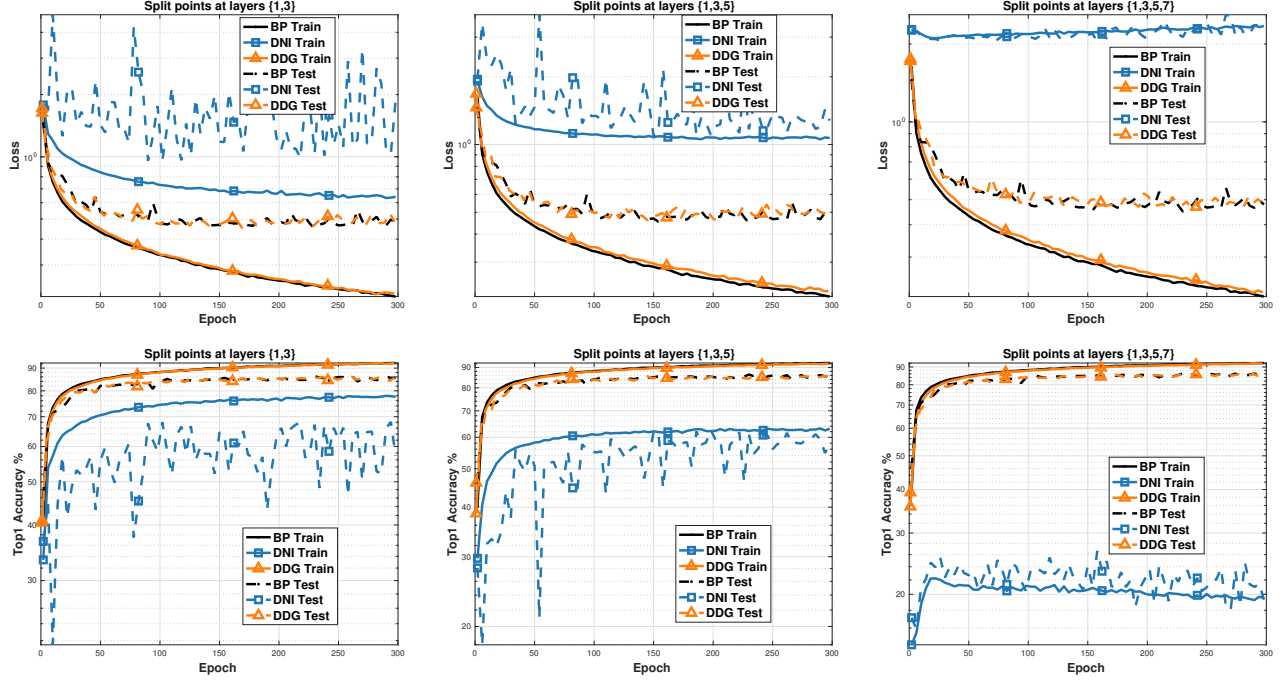 Split points at layers {1,3}
BP Train
DNI Train
DDG Train
BP Test
DNI Test
DDG Test
Loss
10⁰
0 50 100 150 200 250 300
Epoch
Split points at layers {1,3,5}
BP Train
DNI Train
DDG Train
BP Test
DNI Test
DDG Test
Loss
10⁰
0 50 100 150 200 250 300
Epoch
Split points at layers {1,3,5,7}
BP Train
DNI Train
DDG Train
BP Test
DNI Test
DDG Test
Loss
10⁰
0 50 100 150 200 250 300
Epoch
Split points at layers {1,3}
90
80
70
60
50
40
30
Top1 Accuracy %
BP Train
DNI Train
DDG Train
BP Test
DNI Test
DDG Test
0 50 100 150 200 250 300
Epoch
Split points at layers {1,3,5}
90
80
70
60
50
40
30
20
Top1 Accuracy %
BP Train
DNI Train
DDG Train
BP Test
DNI Test
DDG Test
0 50 100 150 200 250 300
Epoch
Split points at layers {1,3,5,7}
90
80
70
60
50
40
30
20
Top1 Accuracy %
BP Train
DNI Train
DDG Train
BP Test
DNI Test
DDG Test
0 50 100 150 200 250 300
Epoch